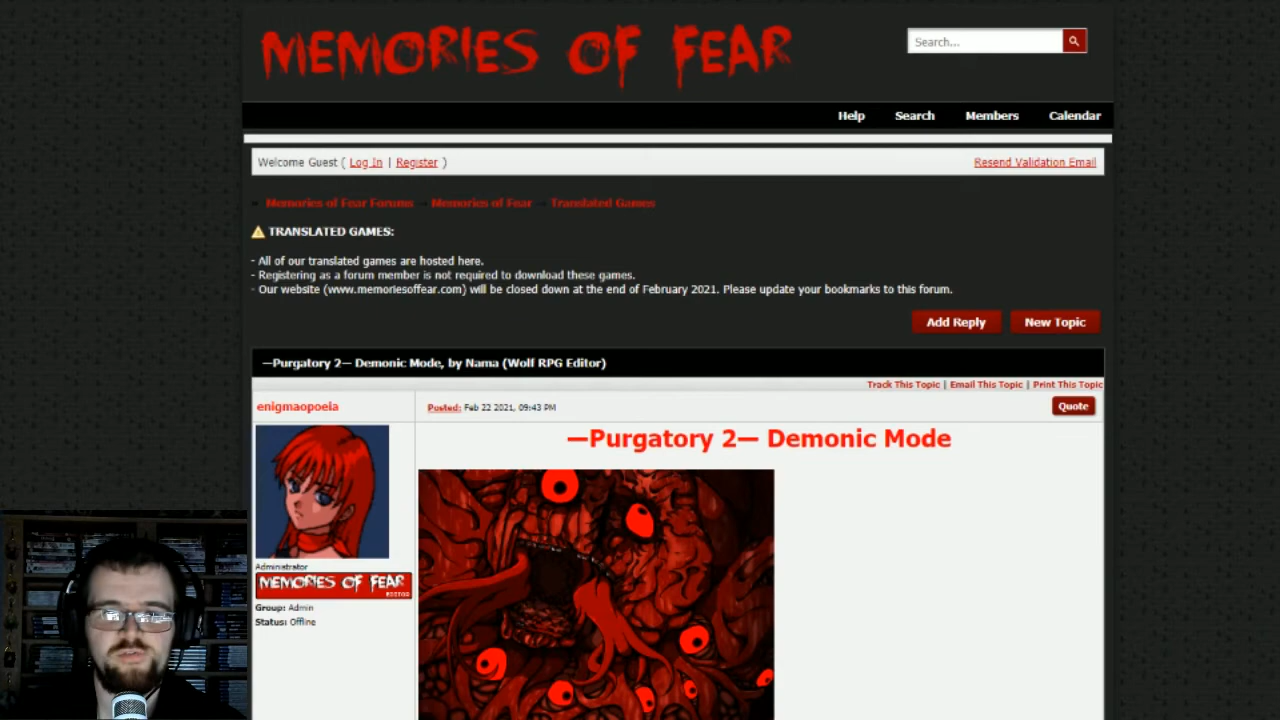 MEMORIES OF FEAR
Search...
Help Search Members Calendar
Welcome Guest ( Log In | Register )
Resend Validation Email
Memories of Fear Forums Memories of Fear Translated Games
TRANSLATED GAMES:
- All of our translated games are hosted here.
- Registering as a forum member is not required to download these games.
- Our website (www.memoriesoffear.com) will be closed down at the end of February 2021. Please update your bookmarks to this forum.
Add Reply New Topic
—Purgatory 2— Demonic Mode, by Nama (Wolf RPG Editor)
Track This Topic | Email This Topic | Print This Topic
enigmaopoeia
Posted: Feb 22 2021, 09:43 PM
Quote
—Purgatory 2— Demonic Mode
Administrator
MEMORIES OF FEAR
EDITOR
Group: Admin
Status: Offline